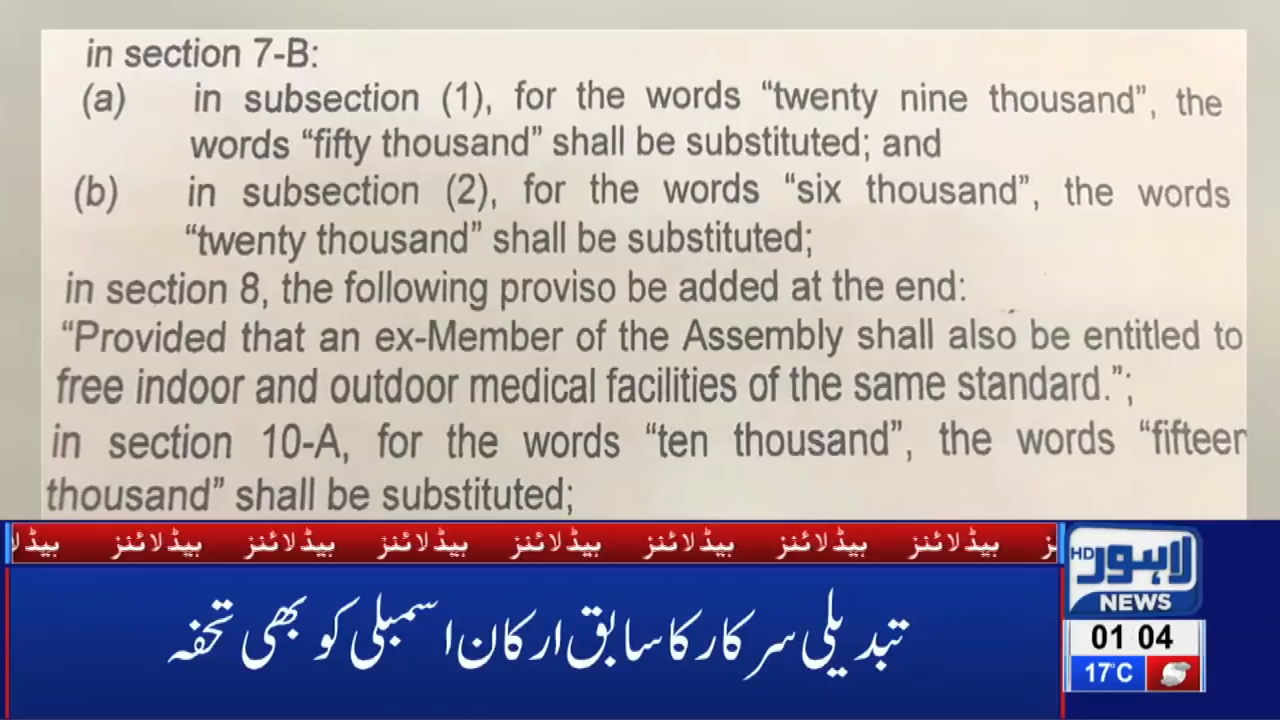 in section 7-B:
(a) in subsection (1), for the words “twenty nine thousand”, the
words “fifty thousand” shall be substituted; and
(b) in subsection (2), for the words “six thousand”, the words
“twenty thousand” shall be substituted;
in section 8, the following proviso be added at the end:
“Provided that an ex-Member of the Assembly shall also be entitled to
free indoor and outdoor medical facilities of the same standard.”;
in section 10-A, for the words “ten thousand”, the words “fifteen
thousand” shall be substituted;
ہیڈلائنز ہیڈلائنز ہیڈلائنز ہیڈلائنز ہیڈلائنز ہیڈلائنز ہیڈلائنز
تبدیلی سرکار کا سابق ارکان اسمبلی کو بھی تحفہ
HD لاہور
NEWS
01 04
17°C